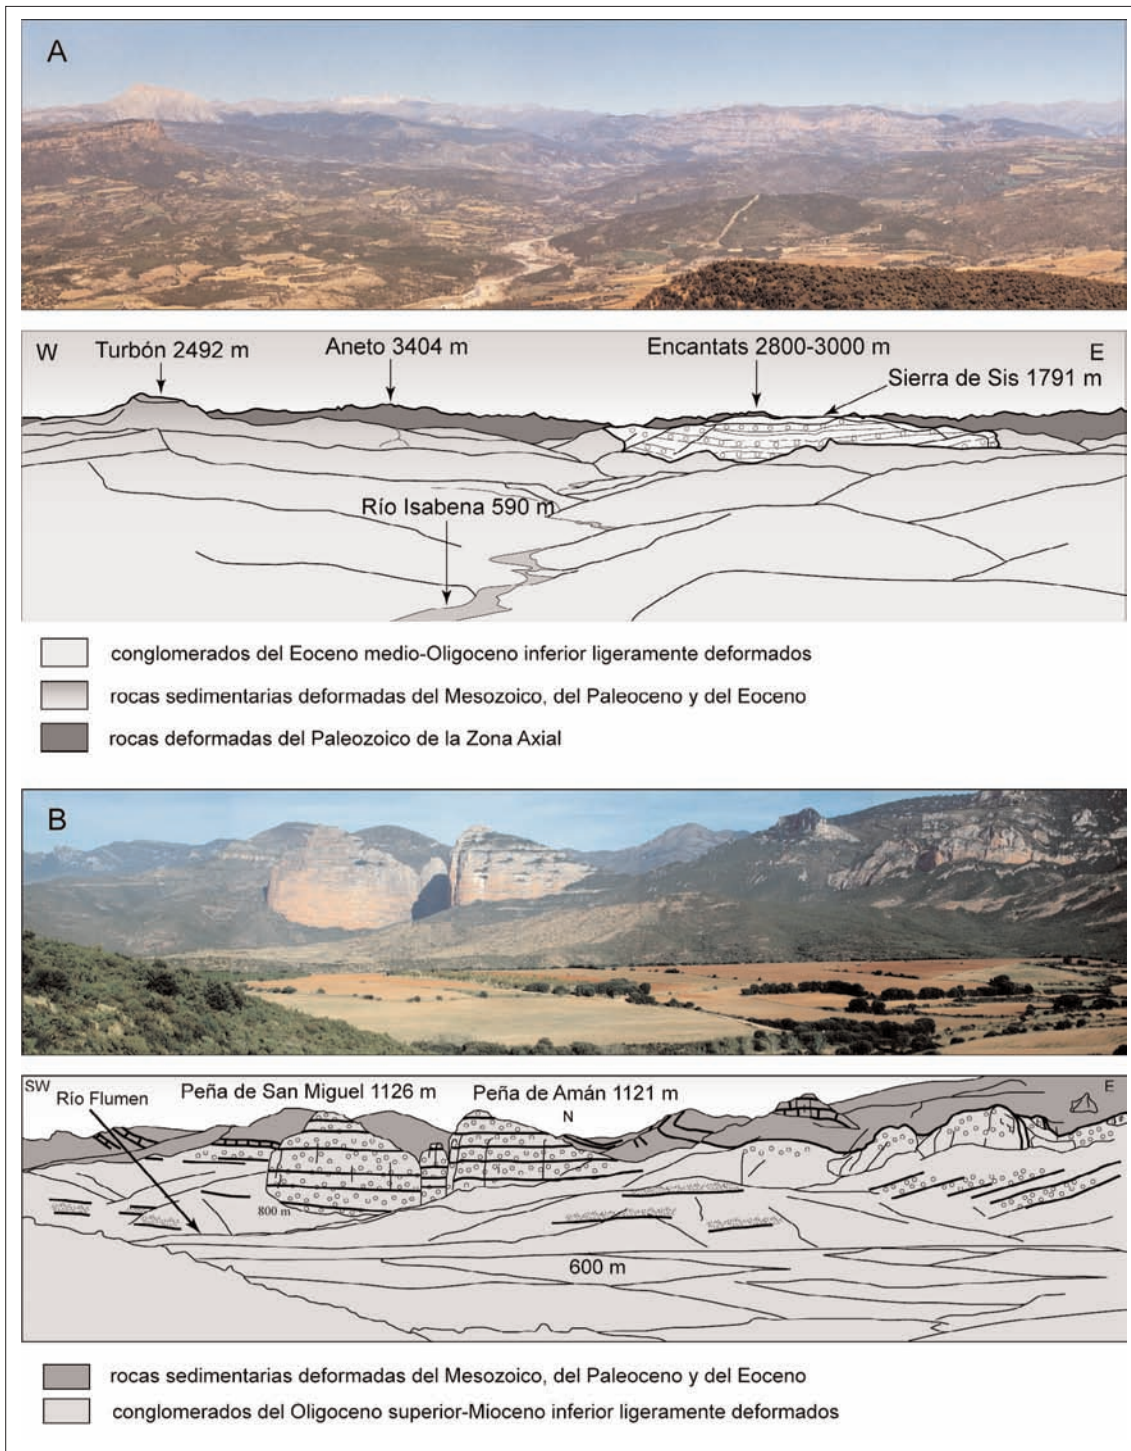 A
W
E
Turbón 2492 m
Aneto 3404 m
Encantats 2800-3000 m
Sierra de Sis 1791 m
Río Isabena 590 m
conglomerados del Eoceno medio-Oligoceno inferior ligeramente deformados
rocas sedimentarias deformadas del Mesozoico, del Paleoceno y del Eoceno
rocas deformadas del Paleozoico de la Zona Axial
B
SW
E
Río Flumen
Peña de San Miguel 1126 m
Peña de Amán 1121 m
N
800 m
600 m
rocas sedimentarias deformadas del Mesozoico, del Paleoceno y del Eoceno
conglomerados del Oligoceno superior-Mioceno inferior ligeramente deformados